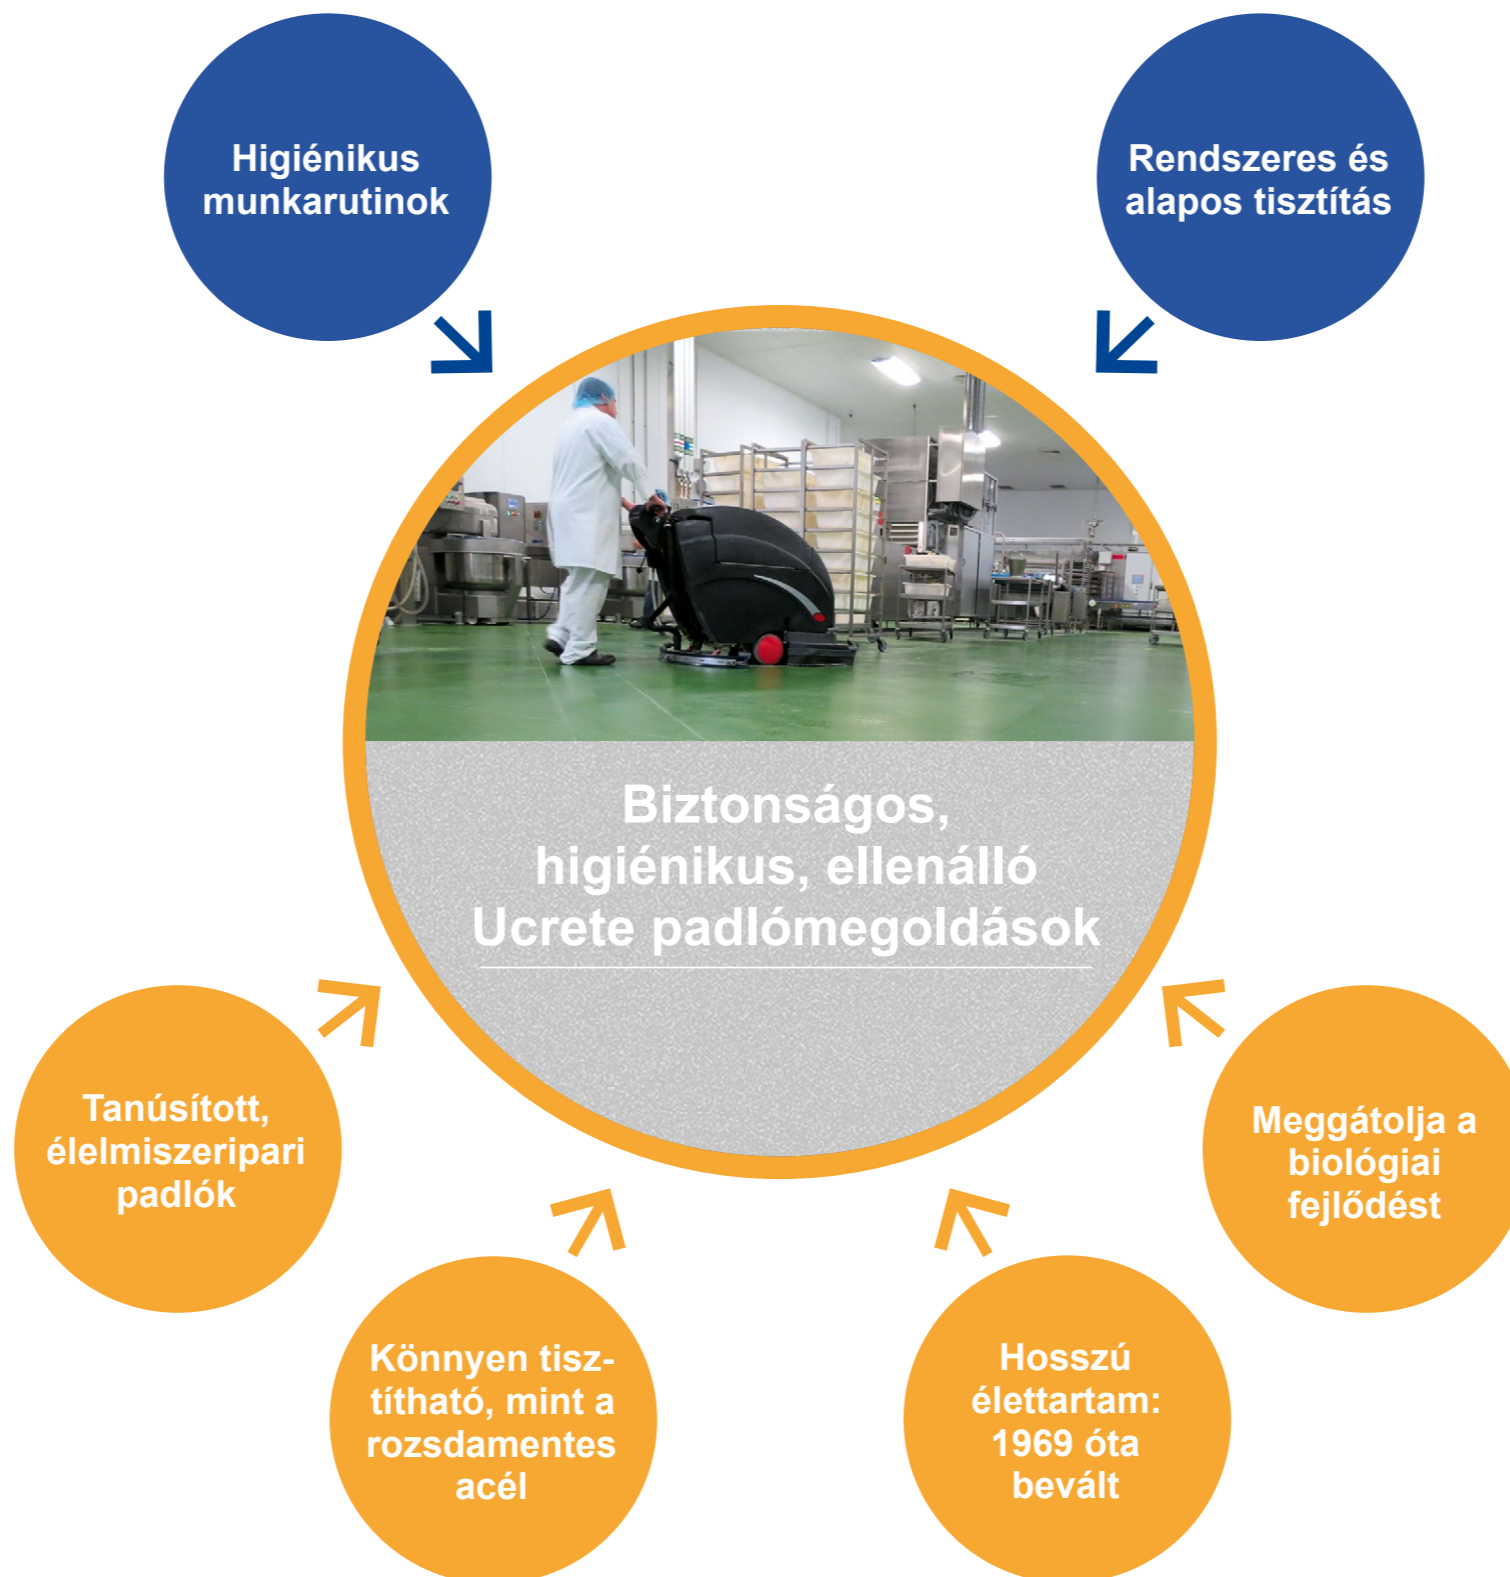 Higiénikus
munkarutinok
Rendszeres és
alapos tisztítás
Biztonságos,
higiénikus, ellenálló
Ucrete padlómegoldások
Tanúsított,
élelmiszeripari
padlók
Meggátolja a
biológiai
fejlődést
Könnyen tisz-
títható, mint a
rozsdamentes
acél
Hosszú
élettartam:
1969 óta
bevált